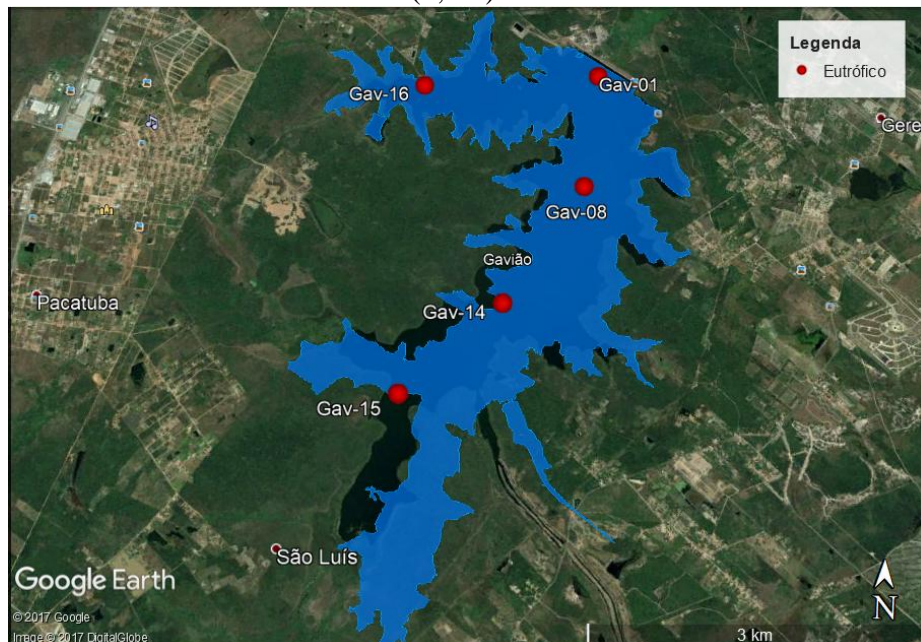 Legenda
Eutrófico
Gav-16
Gav-01
Gere
Gav-08
Gavião
Pacatuba
Gav-14
Gav-15
São Luís
Google Earth
N
© 2017 Google
Image © 2017 DigitalGlobe
3 km